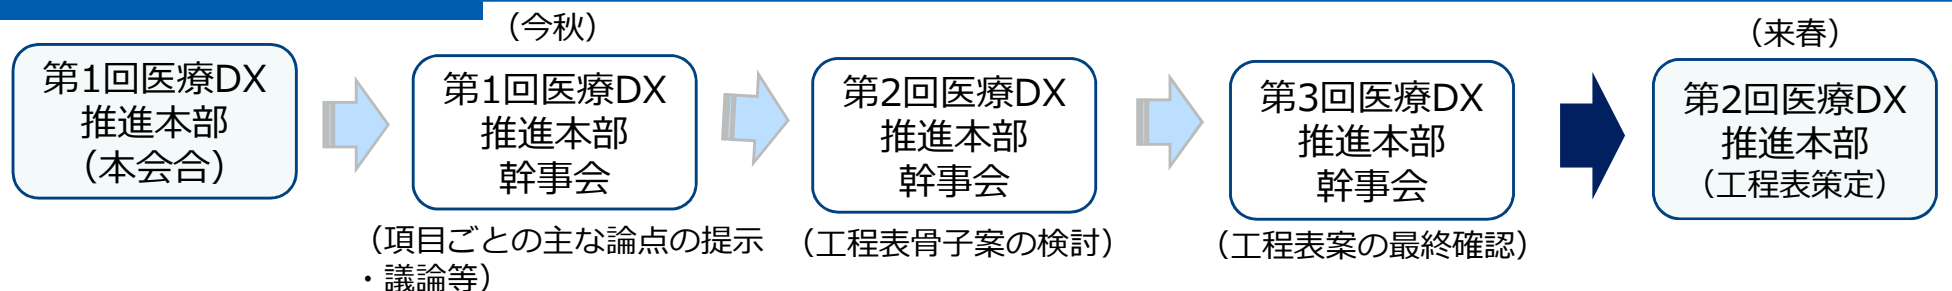 第1回医療DX
推進本部
（本会合）
（今秋）
第1回医療DX
推進本部
幹事会
（項目ごとの主な論点の提示
・議論等）
第2回医療DX
推進本部
幹事会
（工程表骨子案の検討）
第3回医療DX
推進本部
幹事会
（工程表案の最終確認）
（来春）
第2回医療DX
推進本部
（工程表策定）